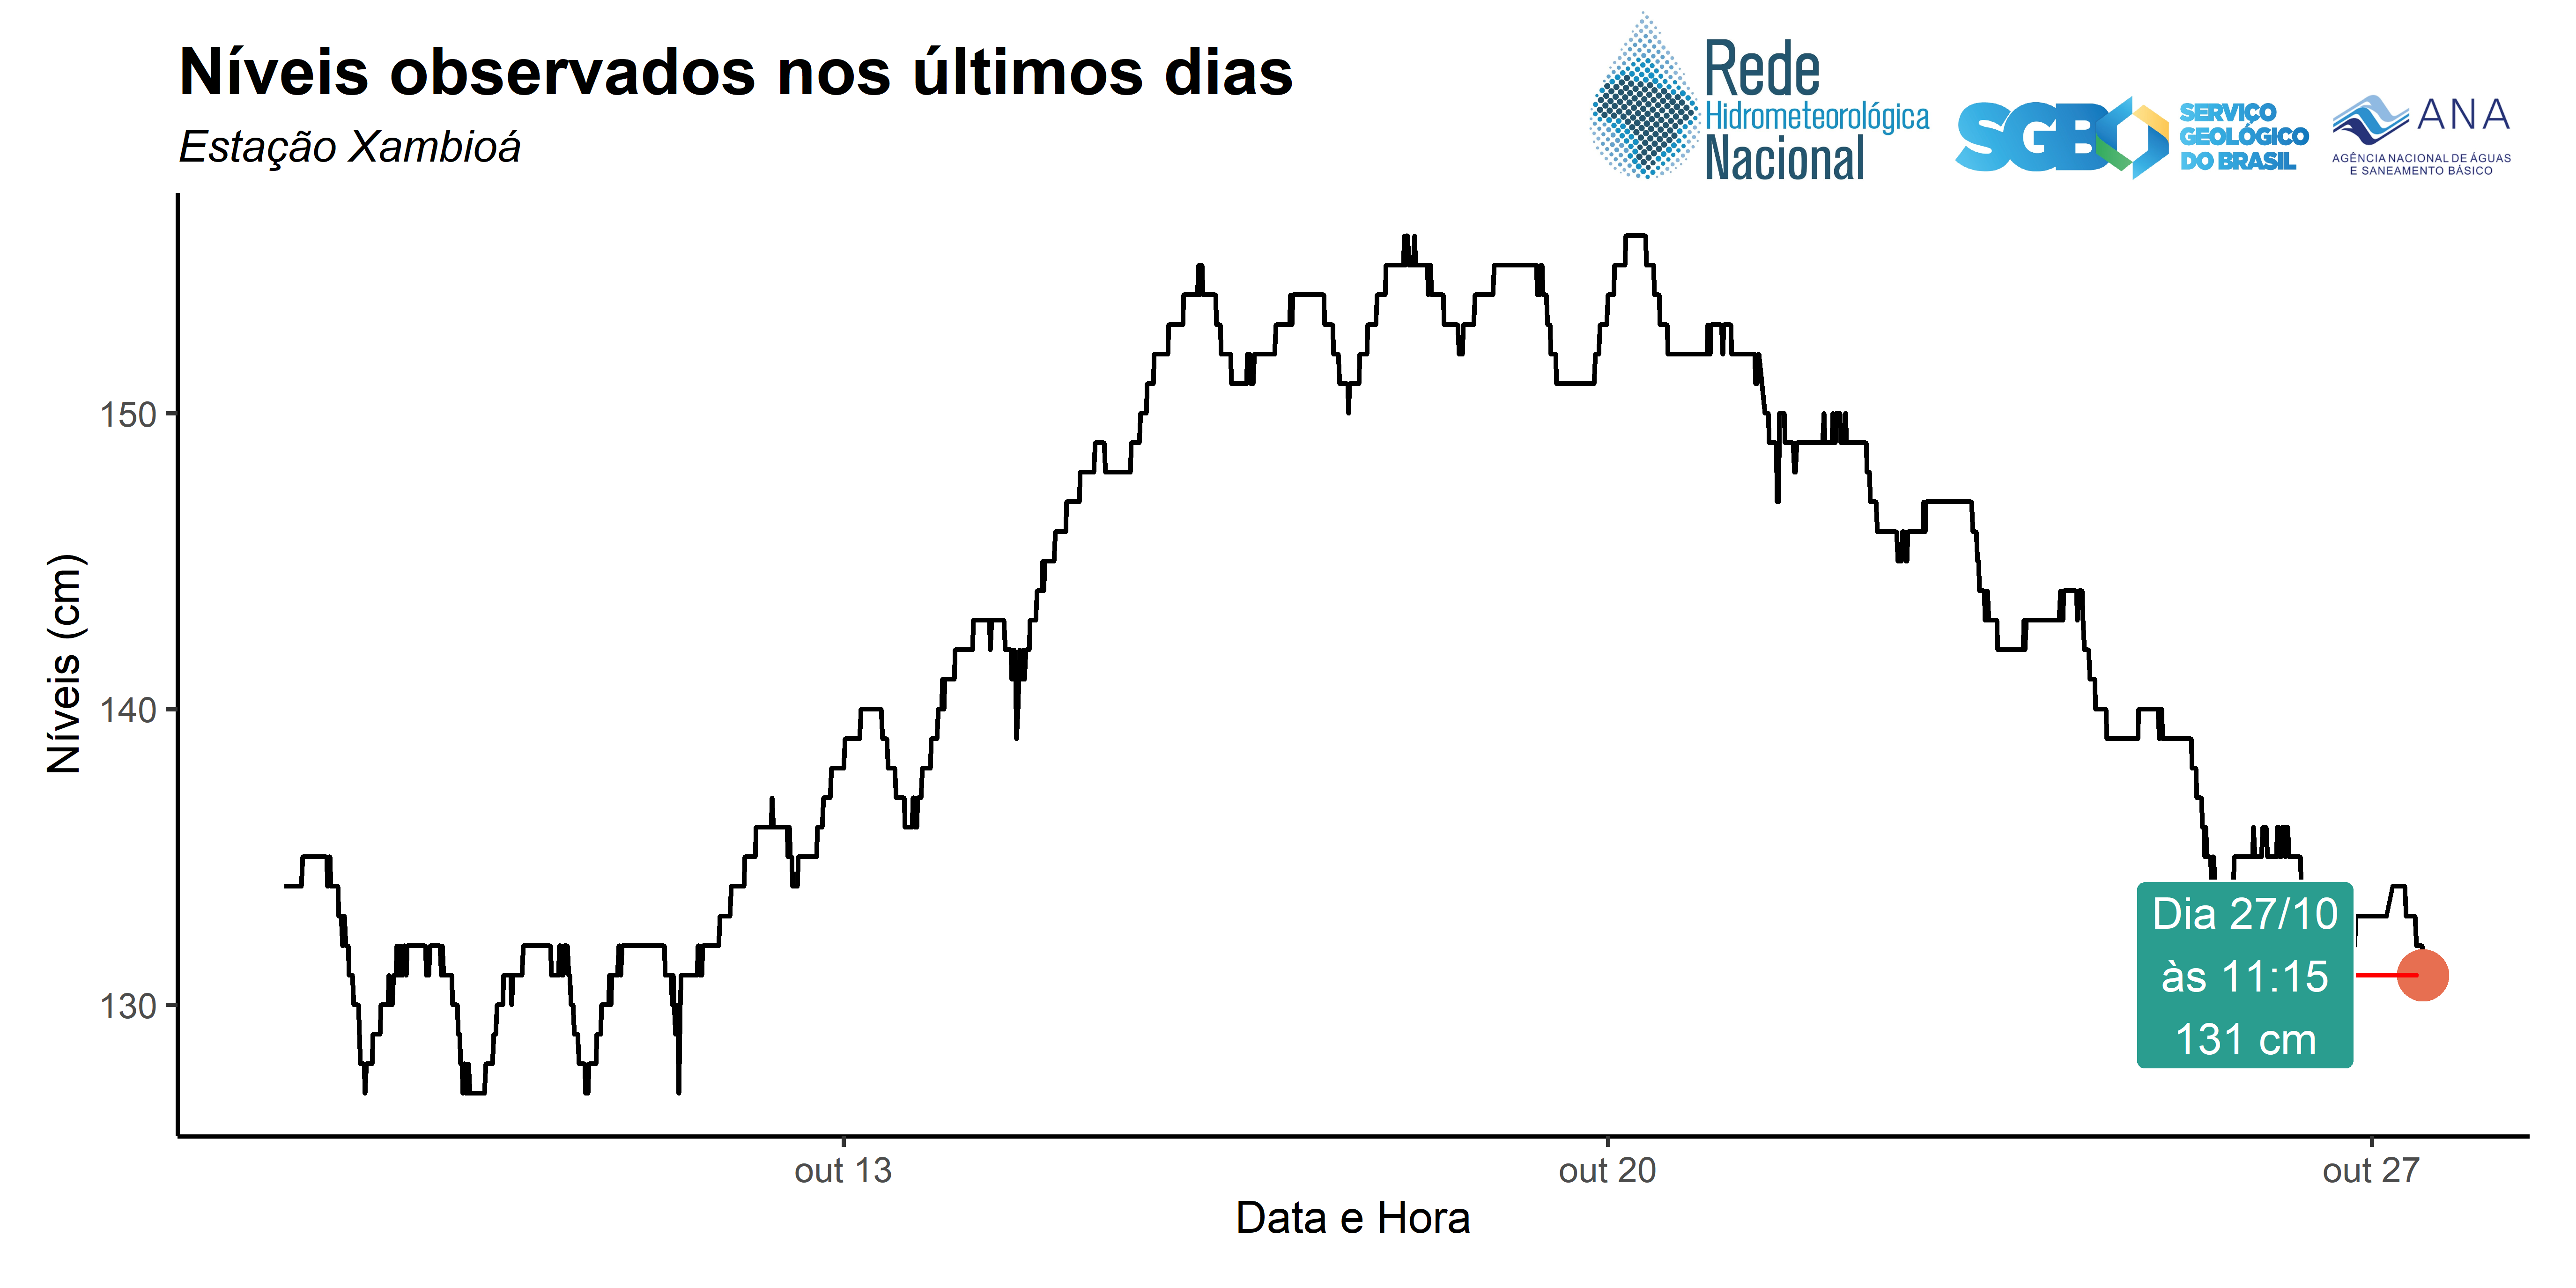 Níveis observados nos últimos dias
Estação Xambioá
Rede
Hidrometeorológica
Nacional
SGB
SERVIÇO
GEOLÓGICO
DO BRASIL
ANA
AGÊNCIA NACIONAL DE ÁGUAS
E SANEAMENTO BÁSICO
Níveis (cm)
150
140
130
Dia 27/10
às 11:15
131 cm
out 13
out 20
out 27
Data e Hora